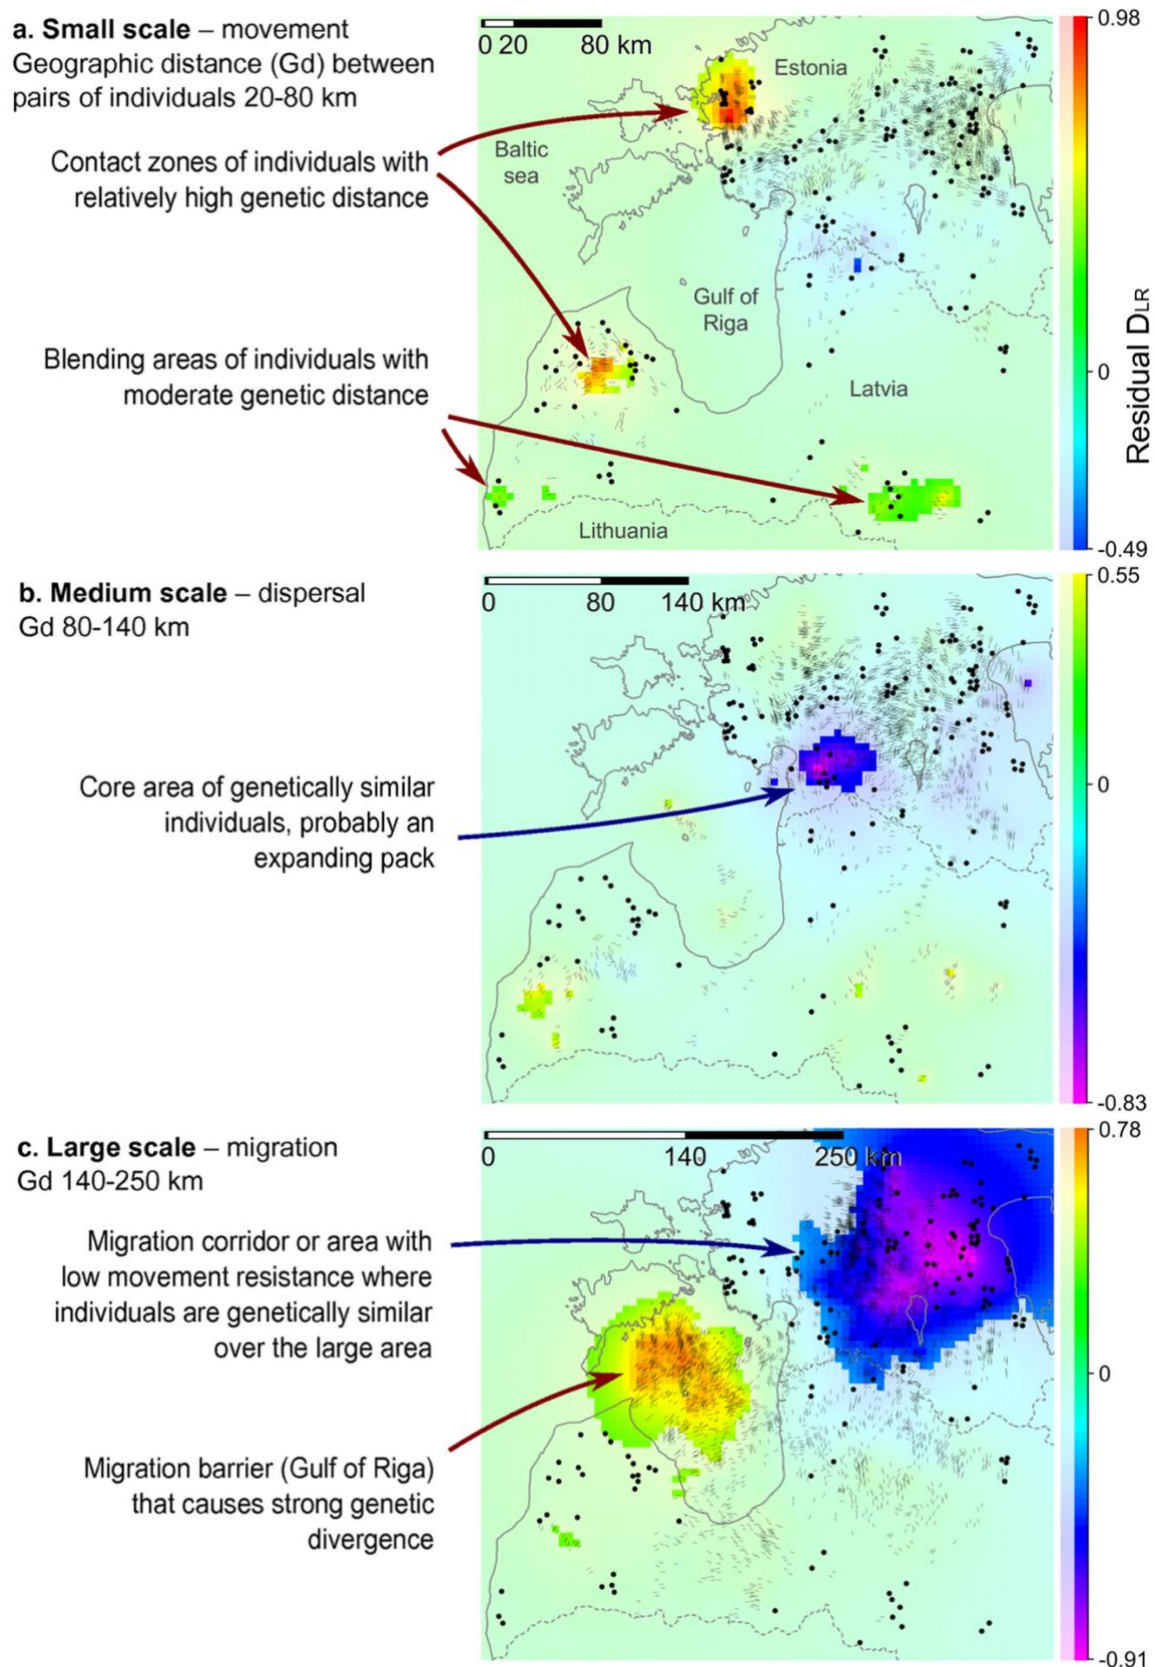 a. Small scale – movement
Geographic distance (Gd) between
pairs of individuals 20-80 km
Contact zones of individuals with
relatively high genetic distance
Blending areas of individuals with
moderate genetic distance
0 20 80 km
Estonia
Baltic
sea
Gulf of
Riga
Latvia
Lithuania
0.98
0
-0.49
Residual DLR
b. Medium scale – dispersal
Gd 80-140 km
Core area of genetically similar
individuals, probably an
expanding pack
0 80 140 km
0.55
0
-0.83
c. Large scale – migration
Gd 140-250 km
Migration corridor or area with
low movement resistance where
individuals are genetically similar
over the large area
Migration barrier (Gulf of Riga)
that causes strong genetic
divergence
0 140 250 km
0.78
0
-0.91